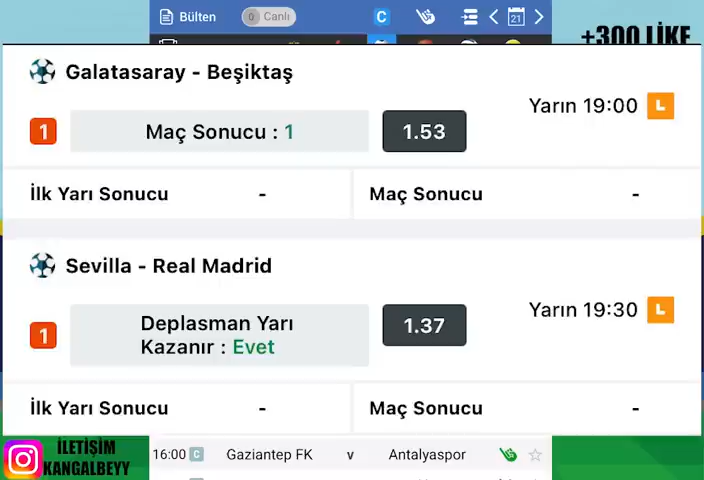 Bülten
0 Canlı
C
21
+300 LİKE
Galatasaray - Beşiktaş
Yarın 19:00 L
1 Maç Sonucu : 1 1.53
İlk Yarı Sonucu - Maç Sonucu -
Sevilla - Real Madrid
Yarın 19:30 L
1 Deplasman Yarı
Kazanır : Evet 1.37
İlk Yarı Sonucu - Maç Sonucu -
İLETİŞİM
KANGALBEYY
16:00 C Gaziantep FK v Antalyaspor